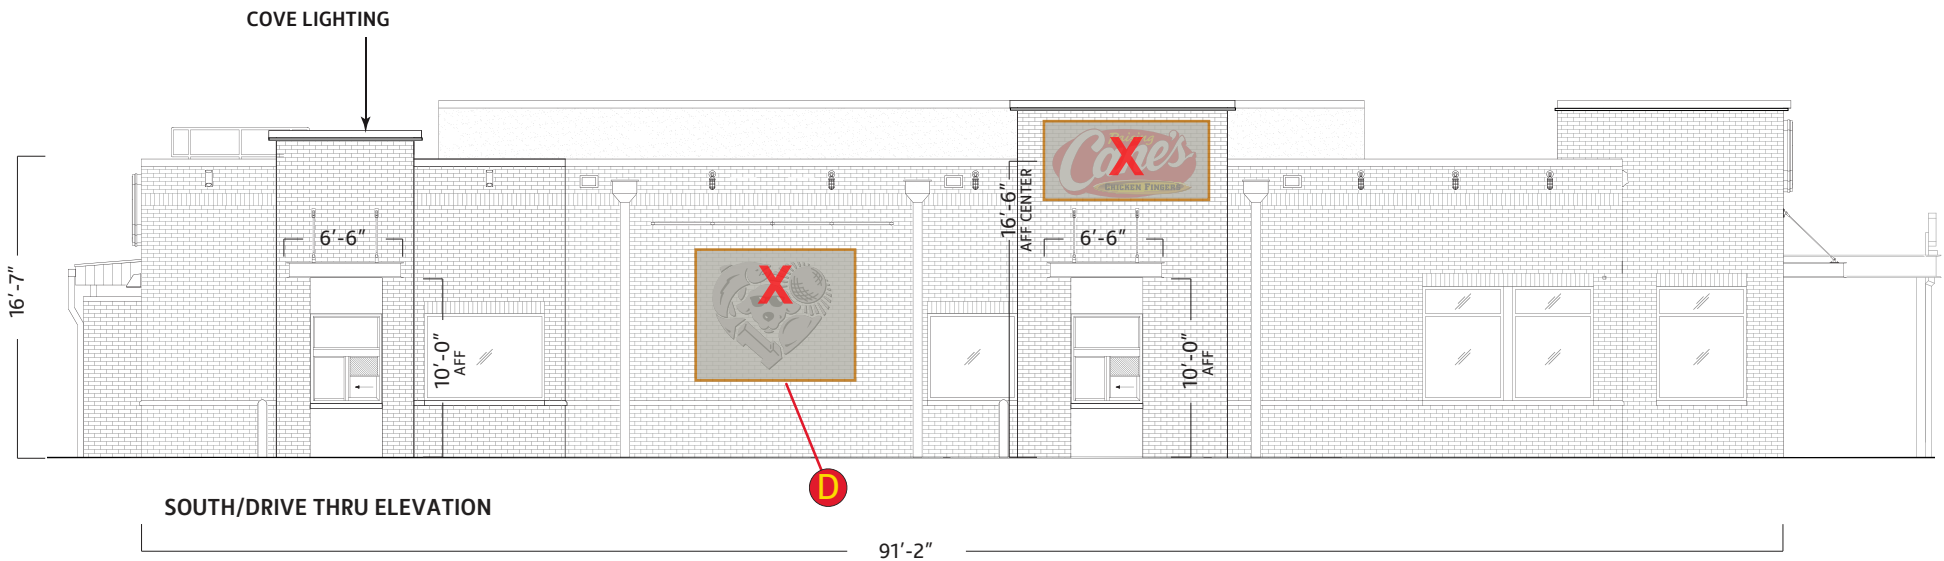 COVE LIGHTING
Raising
Cane's
CHICKEN FINGERS
X
16'-6”
AFF CENTER
6'-6”
6'-6”
16'-7”
X
10'-0”
AFF
10'-0”
AFF
D
SOUTH/DRIVE THRU ELEVATION
91'-2”